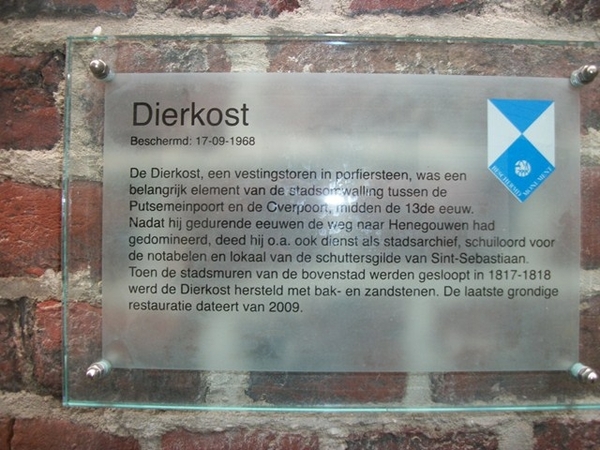 Dierkost
Beschermd: 17-09-1968
De Dierkost, een vestingstoren in porfiersteen, was een
belangrijk element van de stadsomwalling tussen de
Putsemeinpoort en de Overpoort, midden de 13de eeuw.
Nadat hij gedurende eeuwen de weg naar Henegouwen had
gedomineerd, deed hij o.a. ook dienst als stadsarchief, schuiloord voor
de notabelen en lokaal van de schuttersgilde van Sint-Sebastiaan.
Toen de stadsmuren van de bovenstad werden gesloopt in 1817-1818
werd de Dierkost hersteld met bak- en zandstenen. De laatste grondige
restauratie dateert van 2009.
BESCHERMD MONUMENT